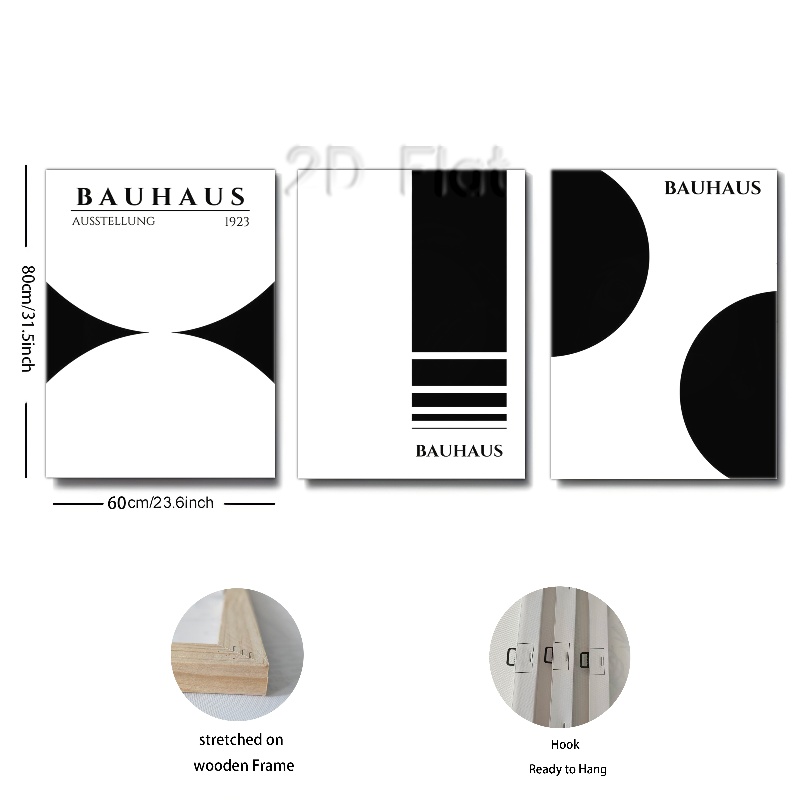 2D Flat
BAUHAUS
AUSSTELLUNG 1923
BAUHAUS
BAUHAUS
80cm/31.5inch
60cm/23.6inch
stretched on
wooden Frame
Hook
Ready to Hang